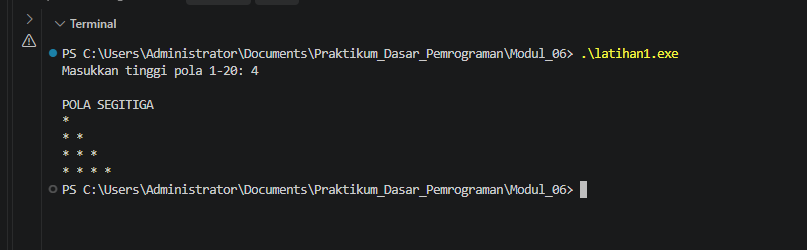 Terminal
PS C:\Users\Administrator\Documents\Praktikum_Dasar_Pemrograman\Modul_06> .\latihan1.exe
Masukkan tinggi pola 1-20: 4
POLA SEGITIGA
*
* *
* * *
* * * *
PS C:\Users\Administrator\Documents\Praktikum_Dasar_Pemrograman\Modul_06>